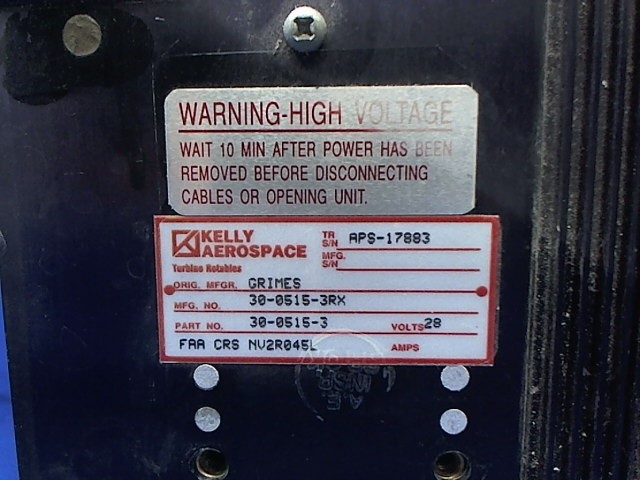 WARNING-HIGH VOLTAGE
WAIT 10 MIN AFTER POWER HAS BEEN
REMOVED BEFORE DISCONNECTING
CABLES OR OPENING UNIT.
KELLY
AEROSPACE
Turbine Rotables
TR S/N APS-17883
MFG. S/N
ORIG. MFGR. GRIMES
MFG. NO. 30-0515-3RX
PART NO. 30-0515-3 VOLTS 28
FAA CRS NV2R045L AMPS